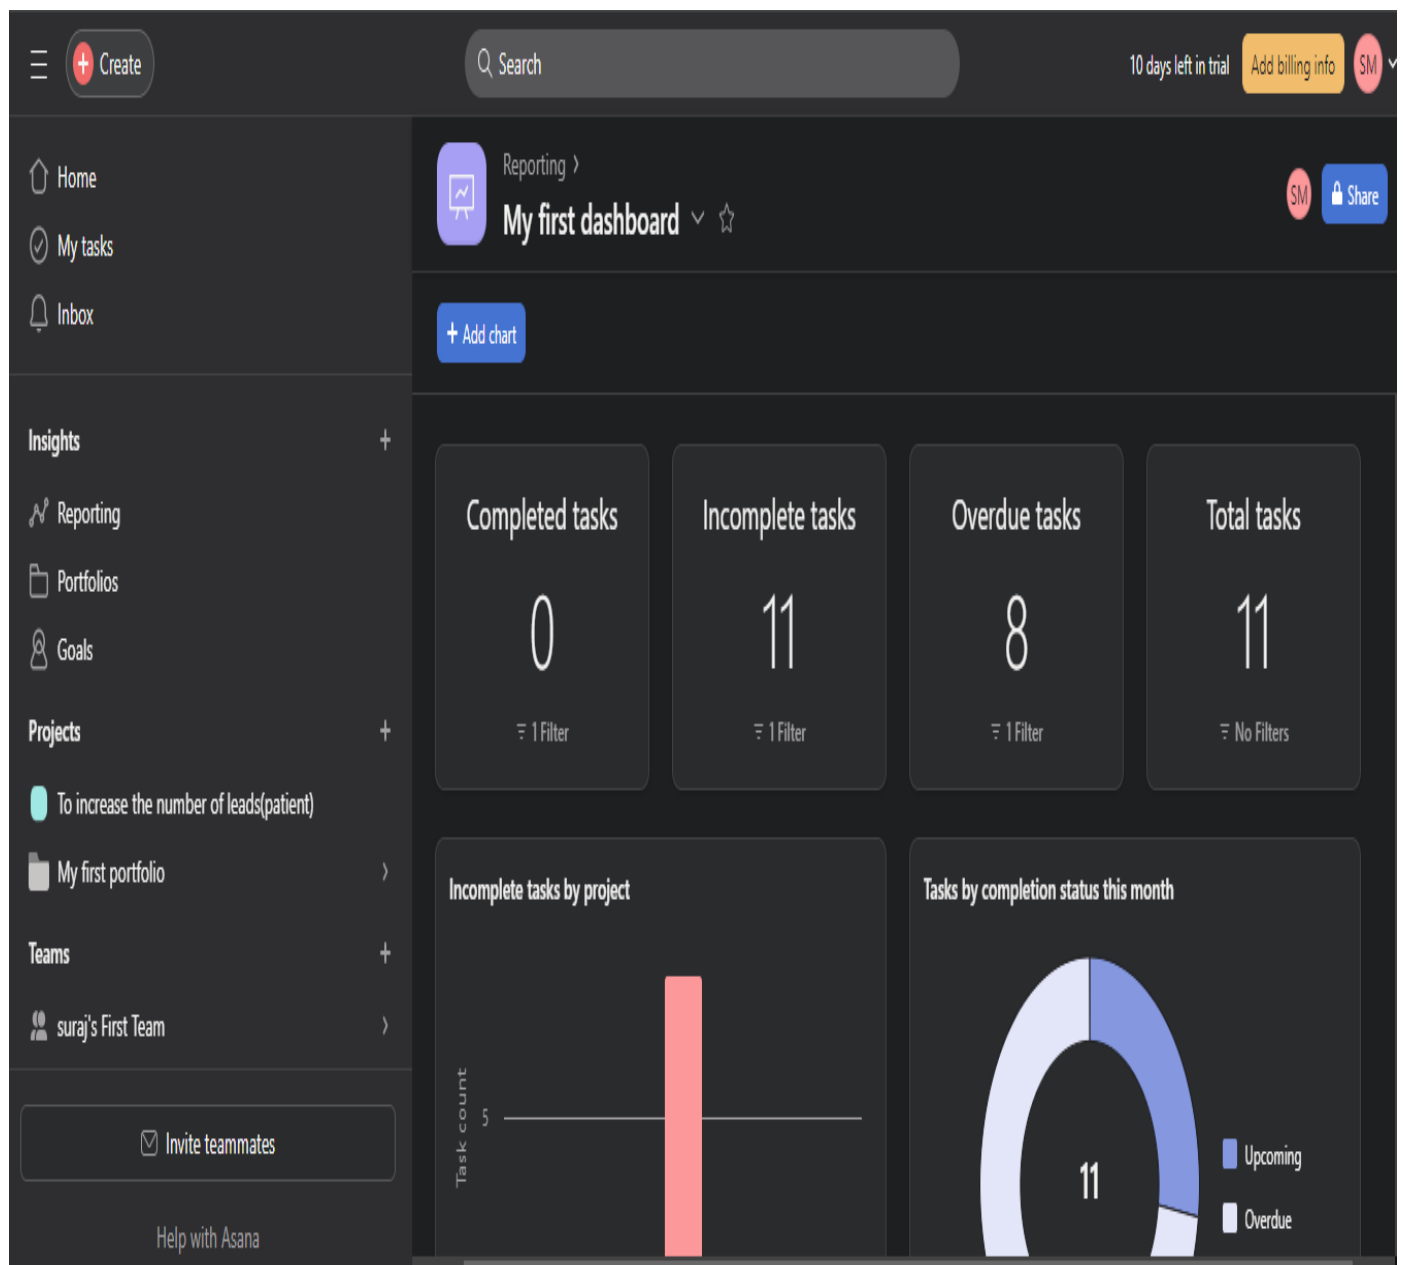 Create
Search
10 days left in trial
Add billing info
SM
Home
My tasks
Inbox
Insights
Reporting
Portfolios
Goals
Projects
To increase the number of leads(patient)
My first portfolio
Teams
suraj's First Team
Invite teammates
Help with Asana
Reporting
My first dashboard
SM
Share
+ Add chart
Completed tasks
0
1 Filter
Incomplete tasks
11
1 Filter
Overdue tasks
8
1 Filter
Total tasks
11
No Filters
Incomplete tasks by project
Task count
5
Tasks by completion status this month
11
Upcoming
Overdue